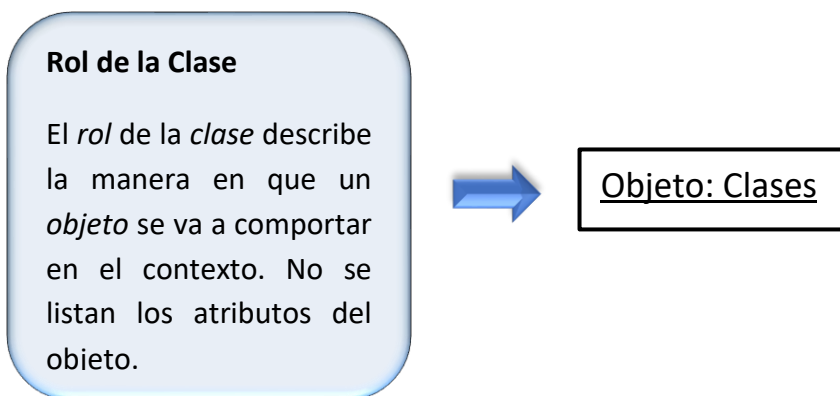 Rol de la Clase
El rol de la clase describe
la manera en que un
objeto se va a comportar
en el contexto. No se
listan los atributos del
objeto.
Objeto: Clases